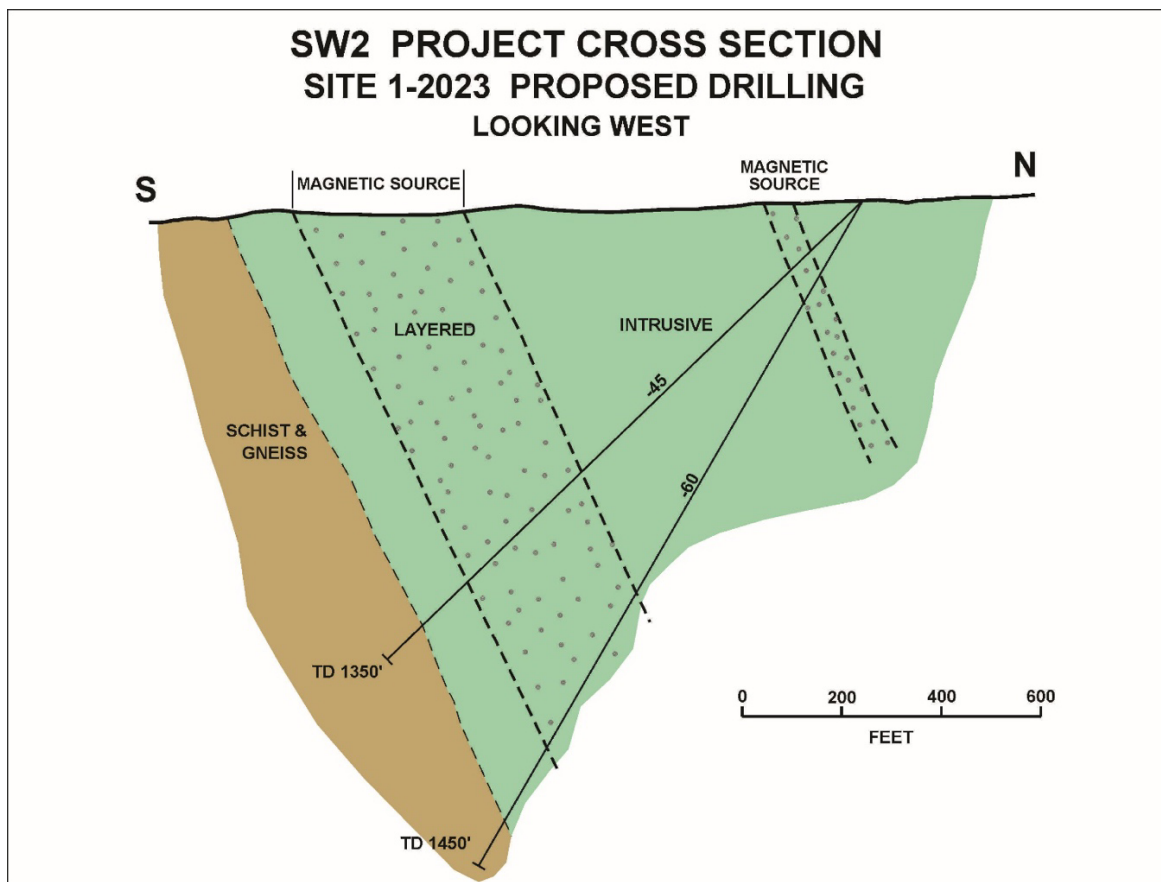 SW2 PROJECT CROSS SECTION
SITE 1-2023 PROPOSED DRILLING
LOOKING WEST
S
MAGNETIC SOURCE
MAGNETIC
SOURCE
N
LAYERED
INTRUSIVE
-45
SCHIST &
GNEISS
-60
TD 1350'
0 200 400 600
FEET
TD 1450'